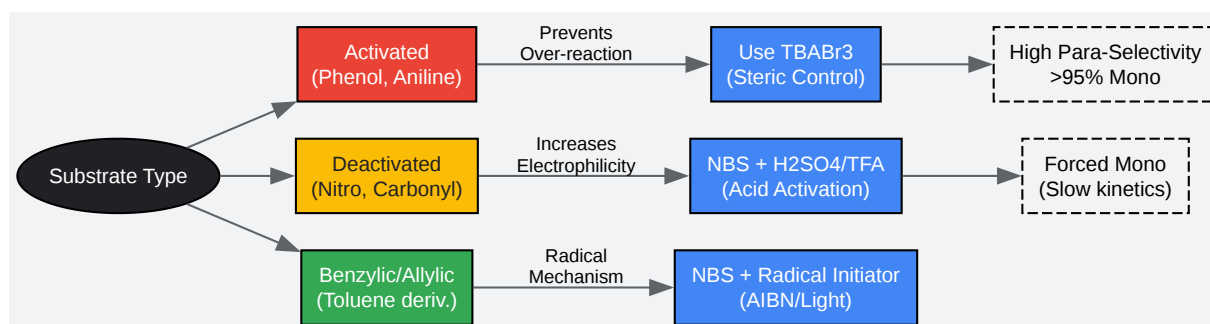 Activated
(Phenol, Aniline)
Prevents
Over-reaction
Use TBABr3
(Steric Control)
High Para-Selectivity
>95% Mono
Substrate Type
Deactivated
(Nitro, Carbonyl)
Increases
Electrophilicity
NBS + H2SO4/TFA
(Acid Activation)
Forced Mono
(Slow kinetics)
Benzylic/Allylic
(Toluene deriv.)
Radical
Mechanism
NBS + Radical Initiator
(AIBN/Light)